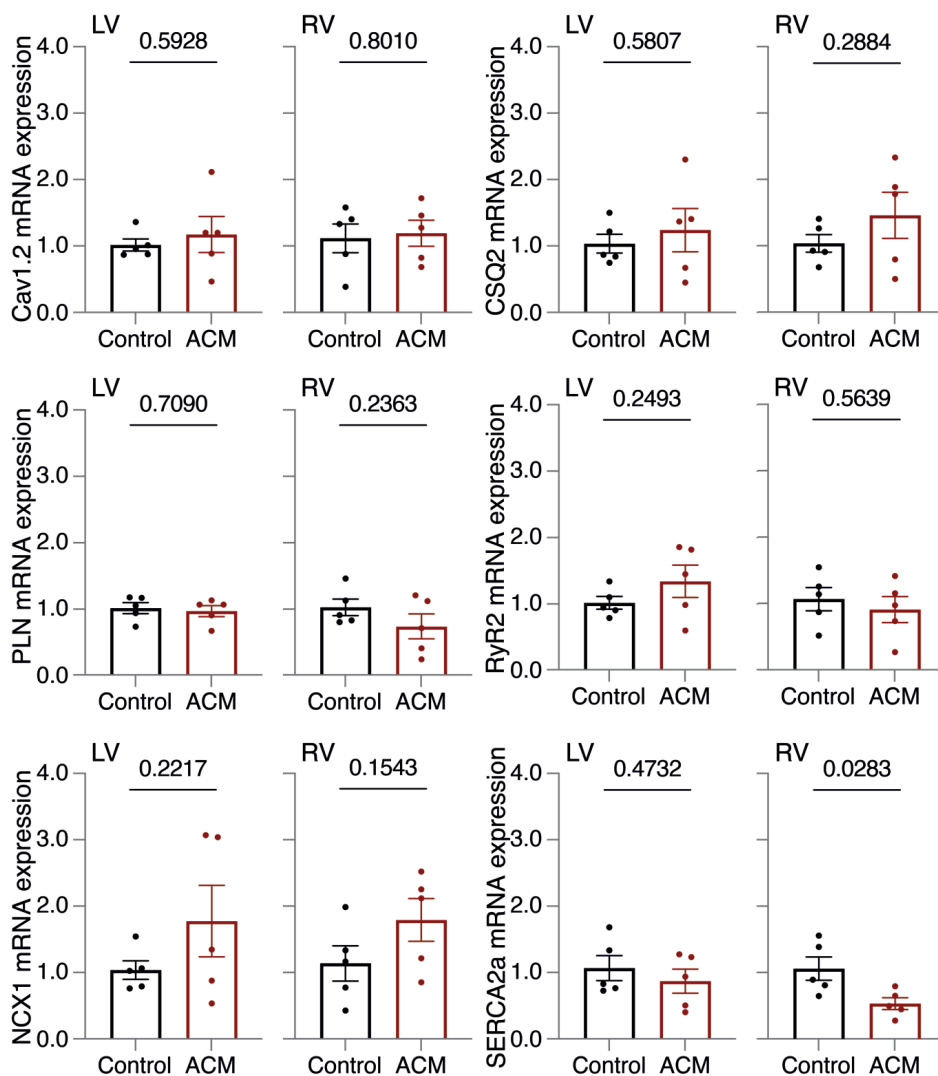 LV
0.5928
RV
0.8010
Cav1.2 mRNA expression
4.0
3.0
2.0
1.0
0.0
Control ACM
Control ACM
LV
0.5807
RV
0.2884
CSQ2 mRNA expression
4.0
3.0
2.0
1.0
0.0
Control ACM
Control ACM
LV
0.7090
RV
0.2363
PLN mRNA expression
4.0
3.0
2.0
1.0
0.0
Control ACM
Control ACM
LV
0.2493
RV
0.5639
RyR2 mRNA expression
4.0
3.0
2.0
1.0
0.0
Control ACM
Control ACM
LV
0.2217
RV
0.1543
NCX1 mRNA expression
4.0
3.0
2.0
1.0
0.0
Control ACM
Control ACM
LV
0.4732
RV
0.0283
SERCA2a mRNA expression
4.0
3.0
2.0
1.0
0.0
Control ACM
Control ACM